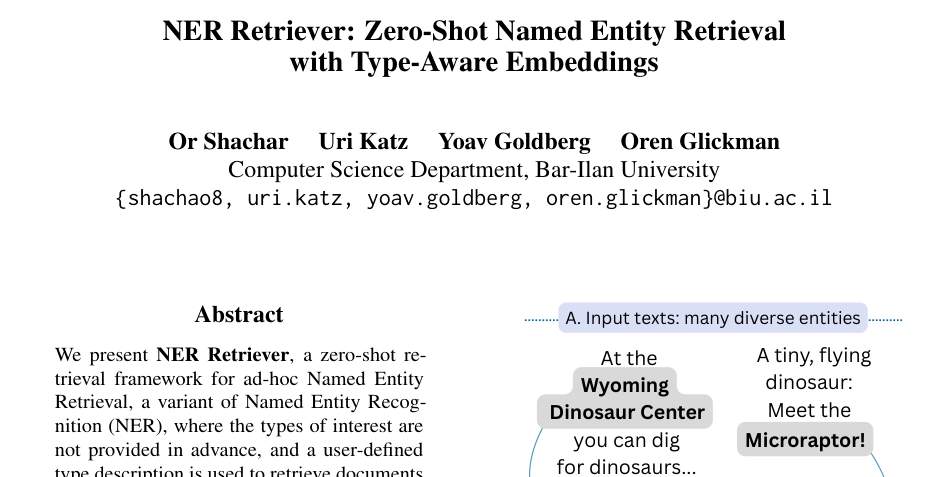 NER Retriever: Zero-Shot Named Entity Retrieval
with Type-Aware Embeddings
Or Shachar Uri Katz Yoav Goldberg Oren Glickman
Computer Science Department, Bar-Ilan University
{shachao8, uri.katz, yoav.goldberg, oren.glickman}@biu.ac.il
Abstract
We present NER Retriever, a zero-shot re-
trieval framework for ad-hoc Named Entity
Retrieval, a variant of Named Entity Recog-
nition (NER), where the types of interest are
not provided in advance, and a user-defined
type description is used to retrieve documents
A. Input texts: many diverse entities
At the
Wyoming
Dinosaur Center
you can dig
for dinosaurs...
A tiny, flying
dinosaur:
Meet the
Microraptor!